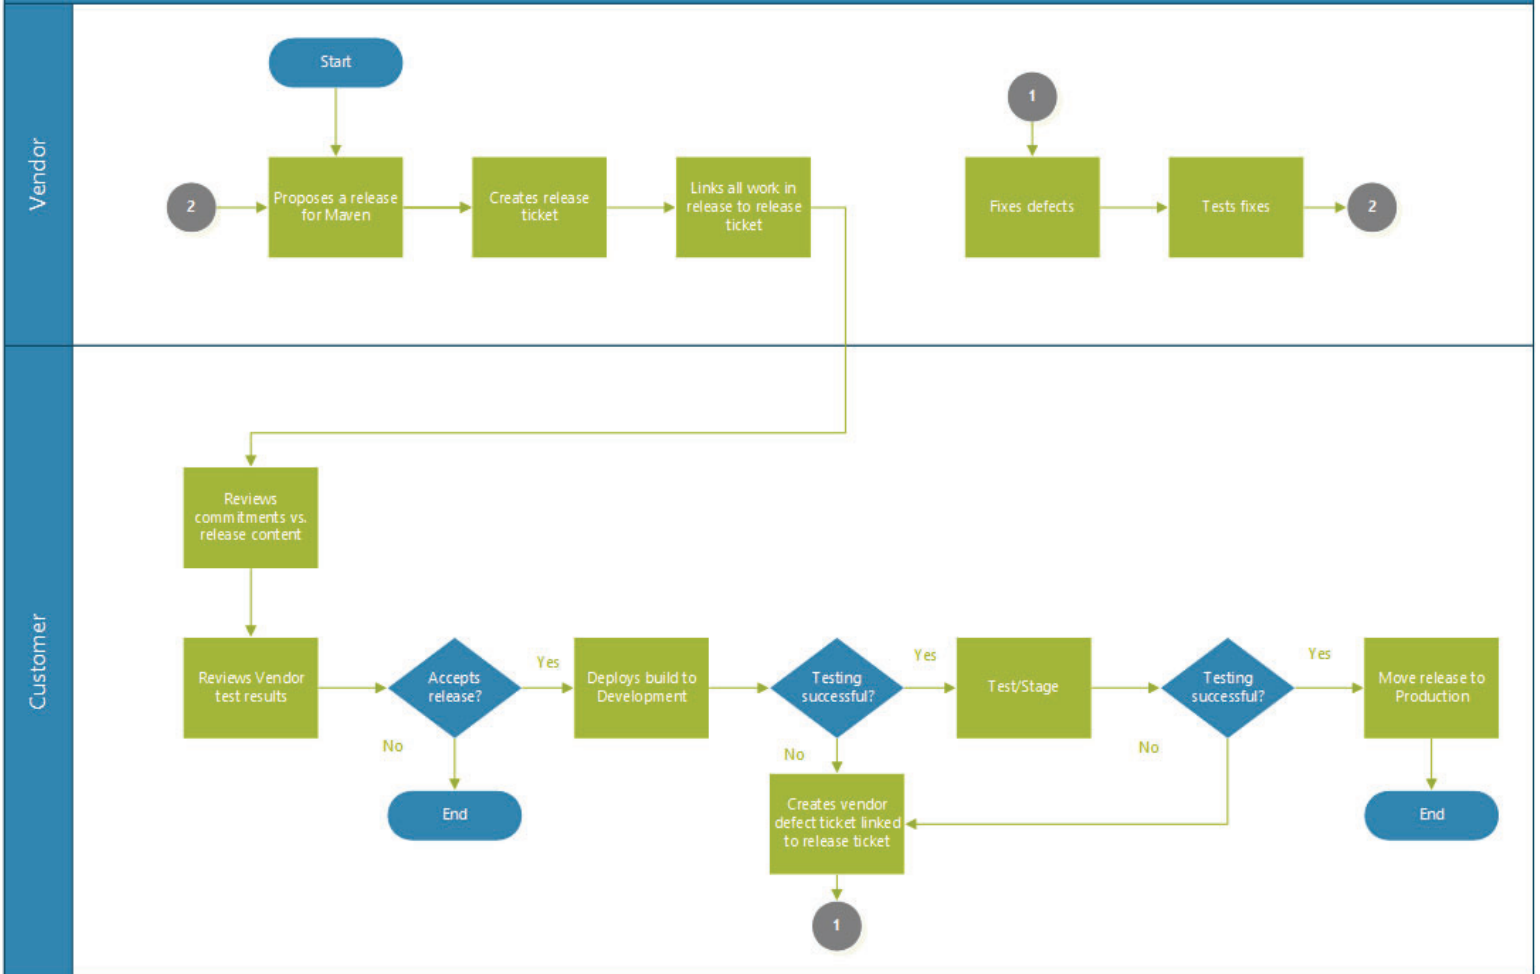 Vendor
Start
1
2
Proposes a release
for Maven
Creates release
ticket
Links all work in
release to release
ticket
Fixes defects
Tests fixes
2
Customer
Reviews
commitments vs.
release content
Reviews Vendor
test results
Accepts
release?
Yes
No
End
Deploys build to
Development
Testing
successful?
Yes
No
Creates vendor
defect ticket linked
to release ticket
1
Test/Stage
Testing
successful?
Yes
No
Move release to
Production
End